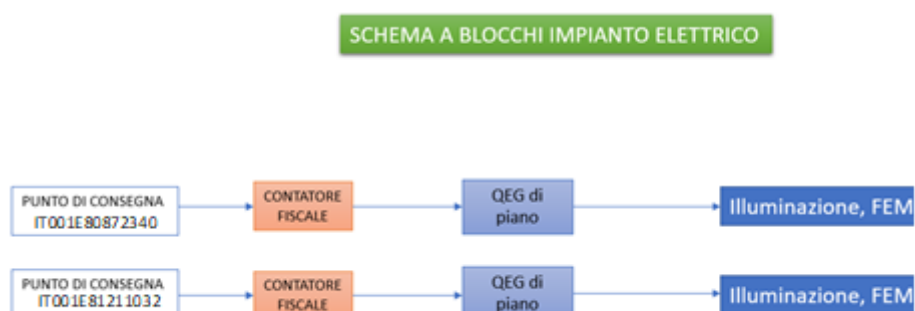 SCHEMA A BLOCCHI IMPIANTO ELETTRICO
PUNTO DI CONSEGNA
IT001E80872340
CONTATORE
FISCALE
QEG di
piano
Illuminazione, FEM
PUNTO DI CONSEGNA
IT001E81211032
CONTATORE
FISCALE
QEG di
piano
Illuminazione, FEM